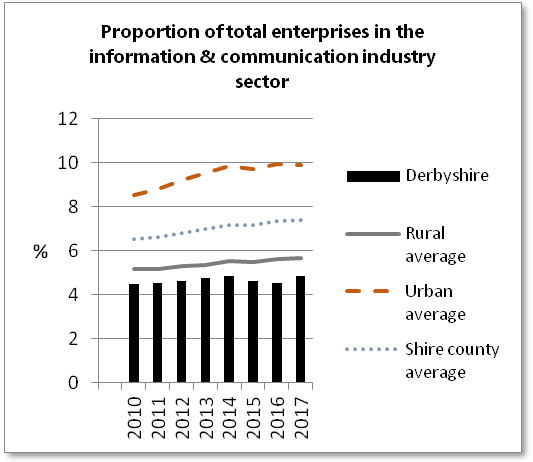 Proportion of total enterprises in the
information & communication industry
sector
12
10
8
6
4
2
0
%
2010
2011
2012
2013
2014
2015
2016
2017
Derbyshire
Rural
average
Urban
average
Shire county
average